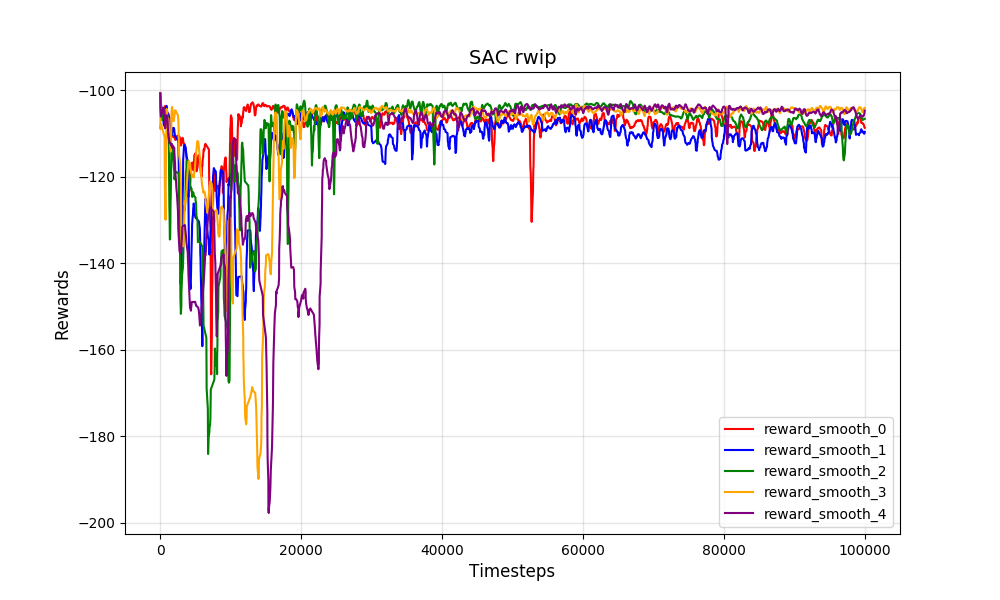 SAC rwip
Rewards
−100
−120
−140
−160
−180
−200
0
20000
40000
60000
80000
100000
Timesteps
reward_smooth_0
reward_smooth_1
reward_smooth_2
reward_smooth_3
reward_smooth_4